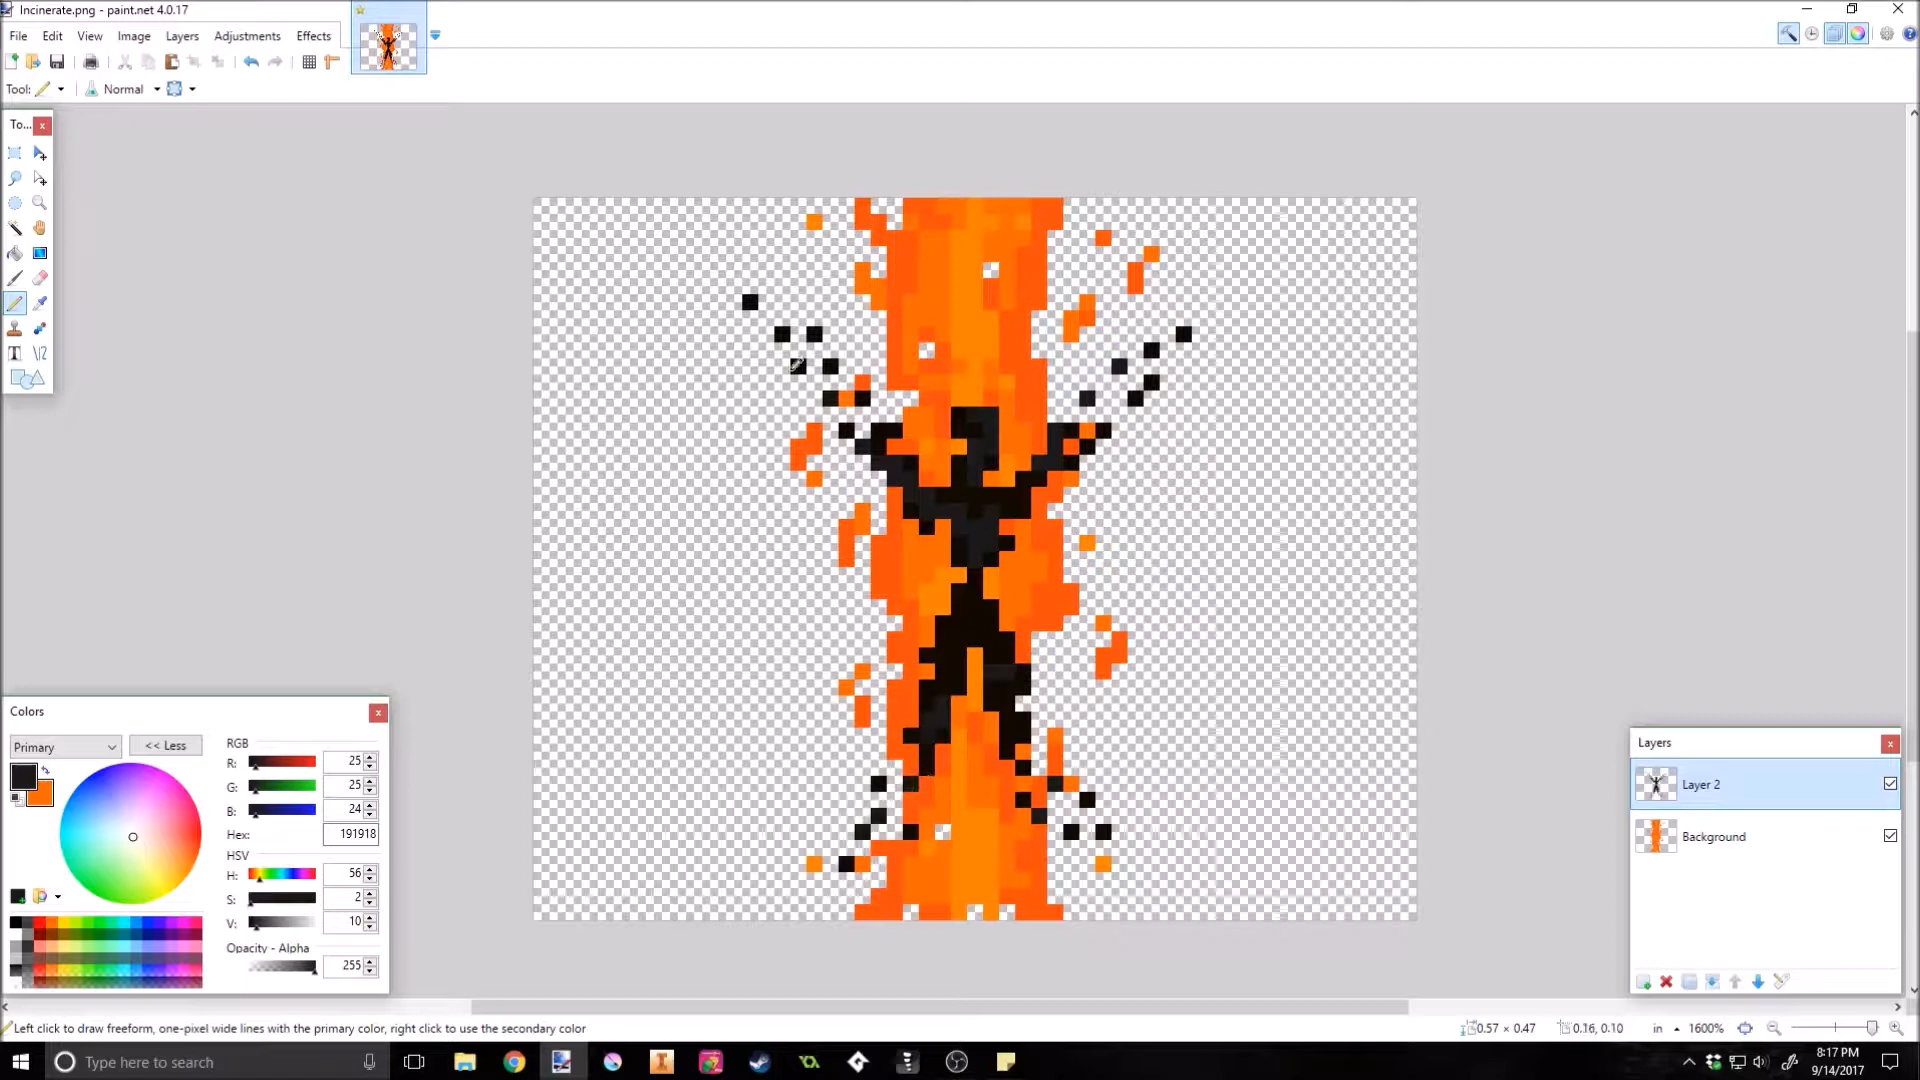 Incinerate.png - paint.net 4.0.17
File Edit View Image Layers Adjustments Effects
Tool:
Normal
To...
Colors
Primary
<< Less
RGB
R: 25
G: 25
B: 24
Hex: 191918
HSV
H: 56
S: 2
V: 10
Opacity - Alpha
255
Layers
Layer 2
Background
Left click to draw freeform, one-pixel wide lines with the primary color, right click to use the secondary color
0.57 × 0.47
0.16, 0.10
in
1600%
Type here to search
8:17 PM
9/14/2017